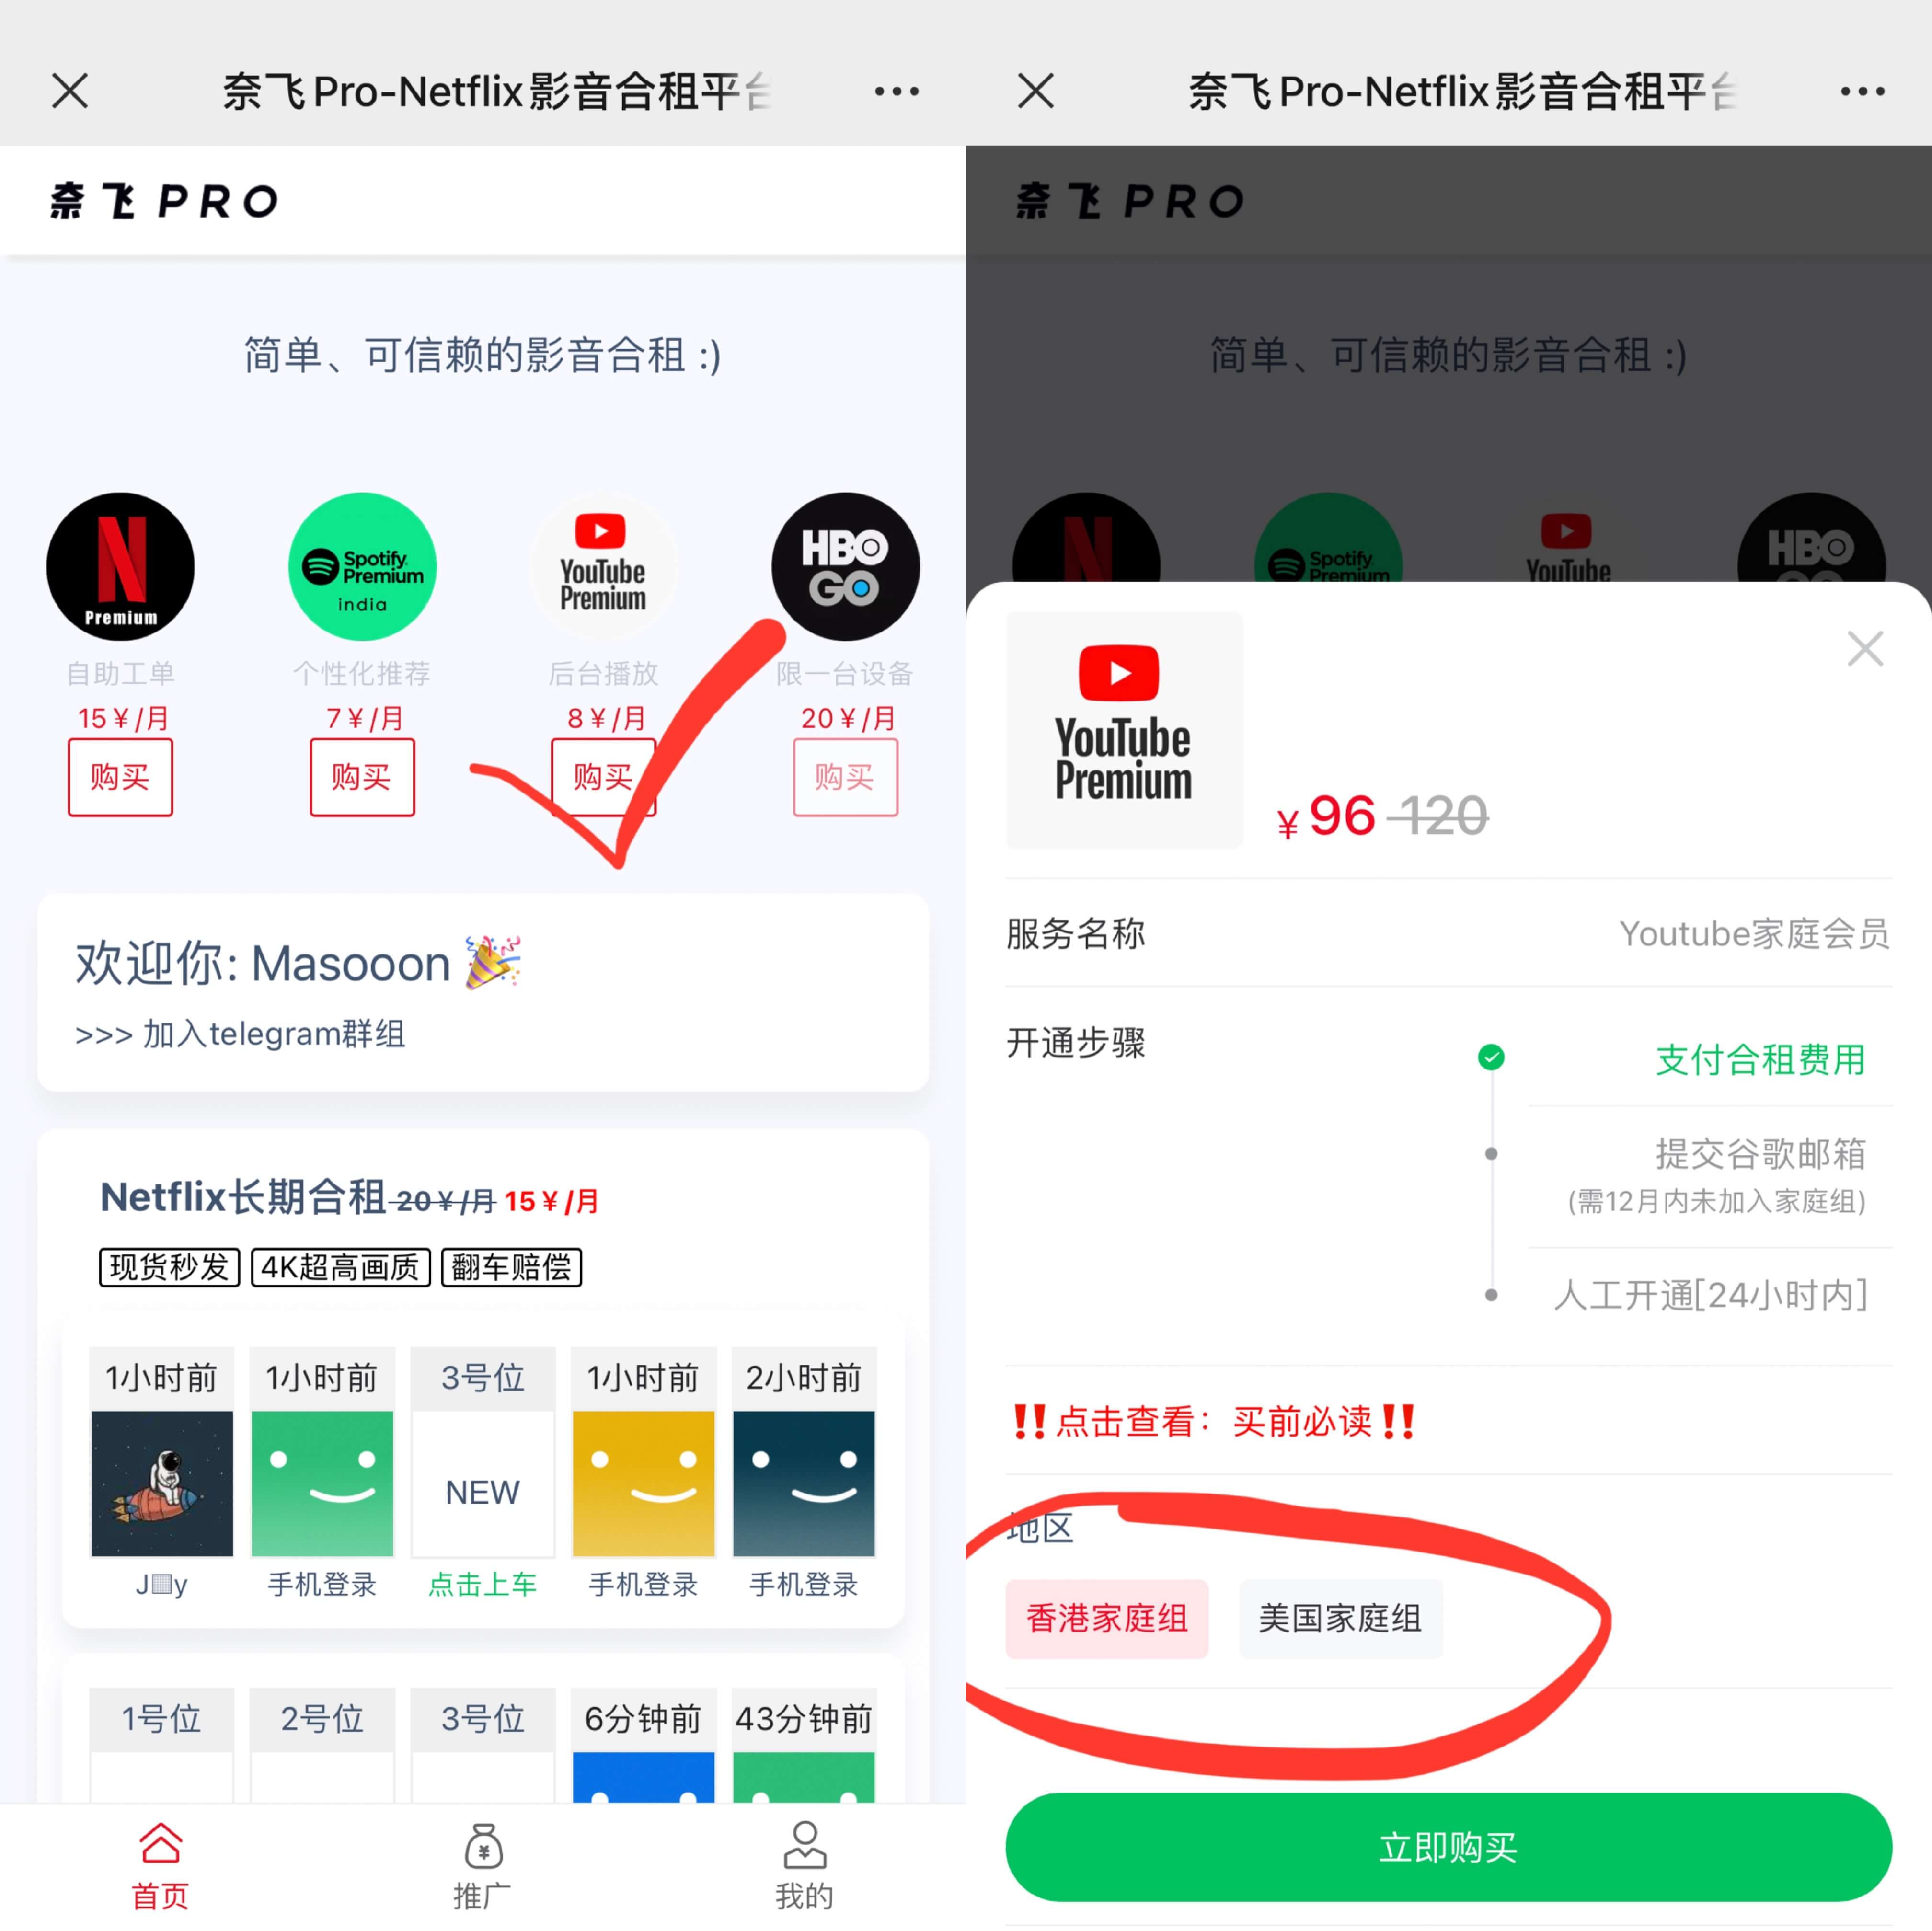 奈飞Pro-Netflix影音合租平台
奈飞PRO
简单、可信赖的影音合租 :)
N
Premium
Spotify
Premium
india
YouTube
Premium
HBO
GO
自助工单 个性化推荐 后台播放 限一台设备
15￥/月 7￥/月 8￥/月 20￥/月
购买 购买 购买 购买
欢迎你: Masooon 🎉
>>> 加入telegram群组
Netflix长期合租 20￥/月 15￥/月
现货秒发 4K超高画质 翻车赔偿
1小时前 1小时前 3号位 1小时前 2小时前
NEW
手机登录 点击上车 手机登录 手机登录
1号位 2号位 3号位 6分钟前 43分钟前
首页 推广 我的
奈飞Pro-Netflix影音合租平台
奈飞PRO
简单、可信赖的影音合租 :)
N
Spotify
Premium
YouTube
HBO
GO
YouTube
Premium
￥96 120
服务名称 Youtube家庭会员
开通步骤
支付合租费用
提交谷歌邮箱
(需12月内未加入家庭组)
人工开通[24小时内]
‼️点击查看：买前必读‼️
地区
香港家庭组 美国家庭组
立即购买